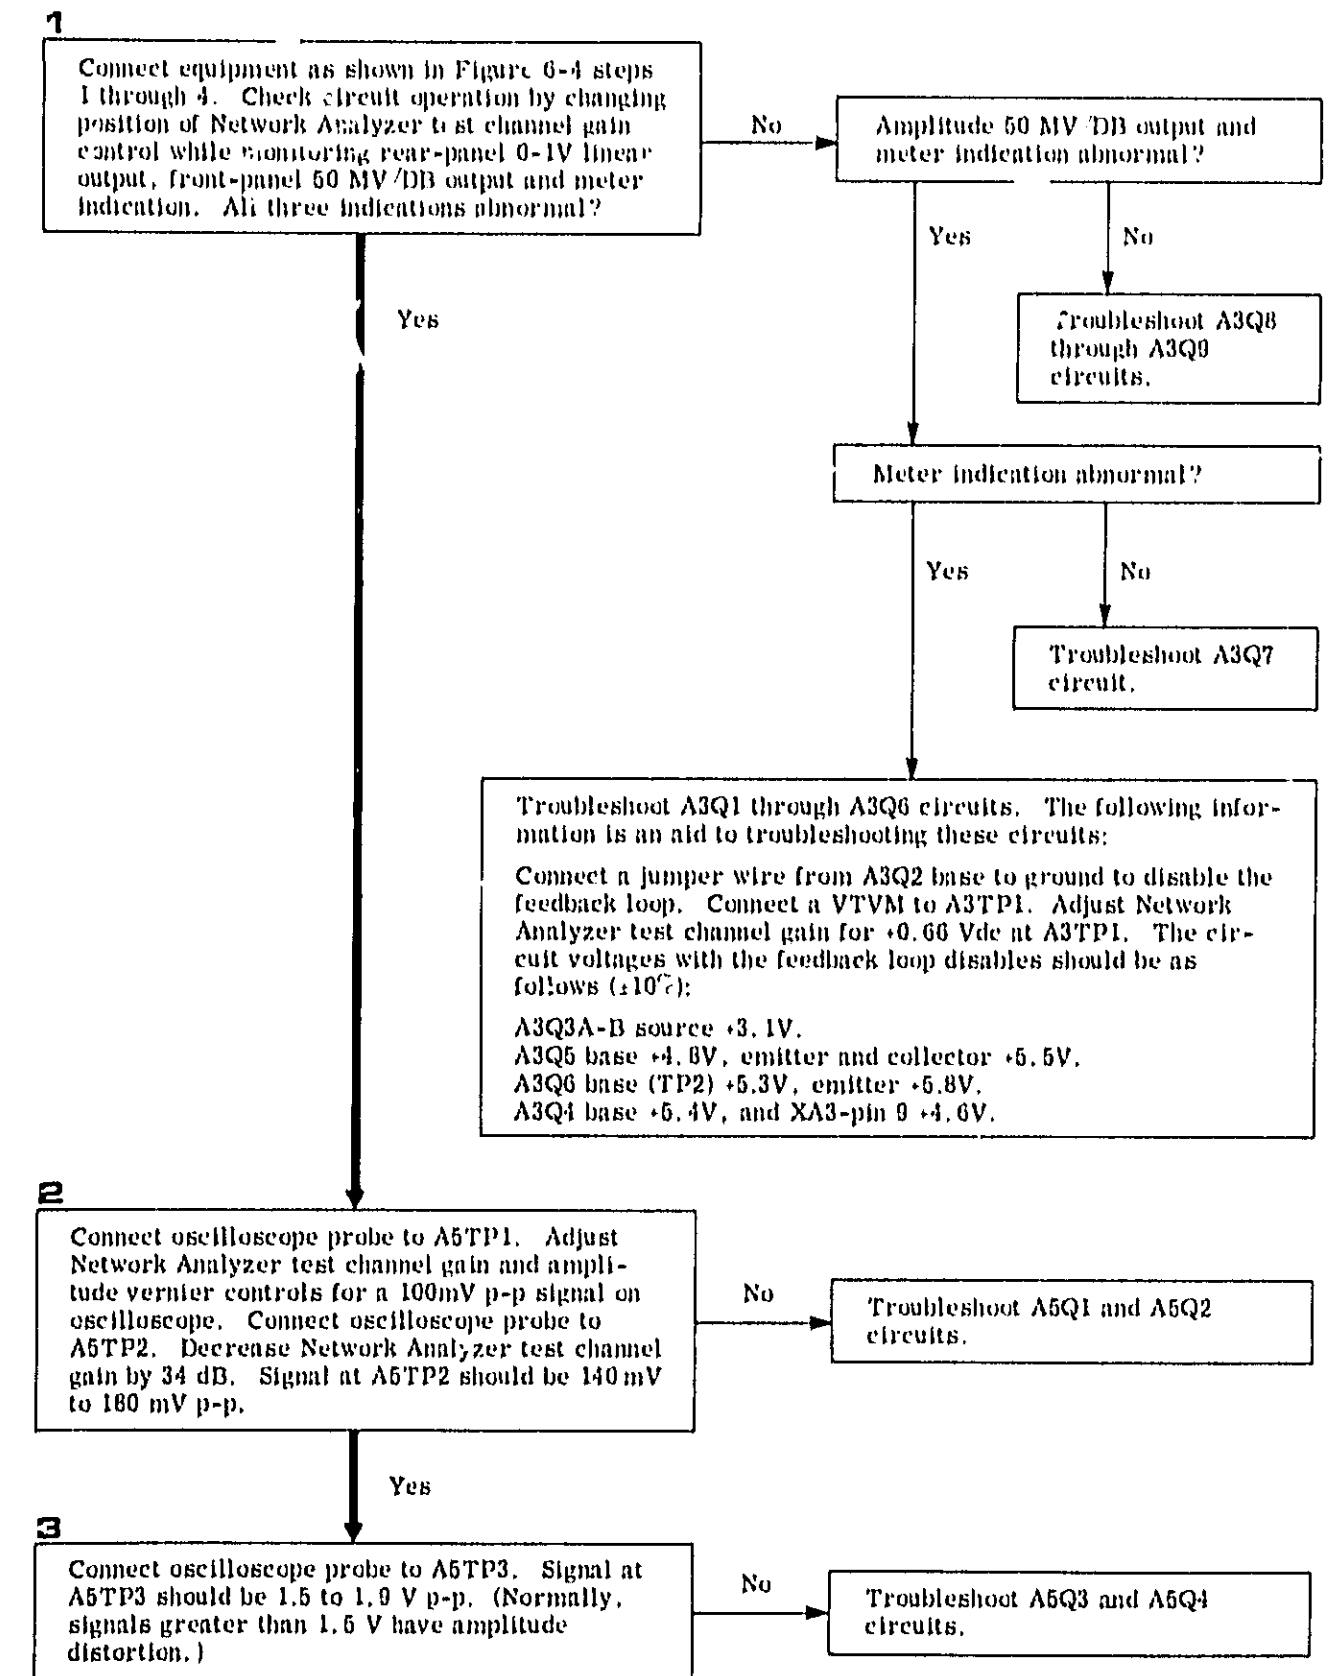 1
Connect equipment as shown in Figure 6-4 steps
1 through 4. Check circuit operation by changing
position of Network Analyzer test channel gain
control while monitoring rear-panel 0-1V linear
output, front-panel 50 MV/DB output and meter
indication. All three indications abnormal?
No
Amplitude 50 MV/DB output and
meter indication abnormal?
Yes
No
Yes
Troubleshoot A3Q8
through A3Q9
circuits.
Meter indication abnormal?
Yes
No
Troubleshoot A3Q7
circuit.
Troubleshoot A3Q1 through A3Q6 circuits. The following infor-
mation is an aid to troubleshooting these circuits:
Connect a jumper wire from A3Q2 base to ground to disable the
feedback loop. Connect a VTVM to A3TP1. Adjust Network
Analyzer test channel gain for +0.66 Vdc at A3TP1. The cir-
cuit voltages with the feedback loop disables should be as
follows (±10%):
A3Q3A-B source +3.1V.
A3Q5 base emitter and collector +5.5V.
A3Q6 base (TP2) +5.3V, emitter +5.8V.
A3Q4 base +5.4V, and XA3-pin 9 +4.6V.
2
Connect oscilloscope probe to A5TP1. Adjust
Network Analyzer test channel gain and ampli-
tude vernier controls for a 100mV p-p signal on
oscilloscope. Connect oscilloscope probe to
A5TP2. Decrease Network Analyzer test channel
gain by 34 dB. Signal at A5TP2 should be 140 mV
to 180 mV p-p.
No
Troubleshoot A5Q1 and A5Q2
circuits.
Yes
3
Connect oscilloscope probe to A5TP3. Signal at
A5TP3 should be 1.5 to 1.9 V p-p. (Normally,
signals greater than 1.5 V have amplitude
distortion.)
No
Troubleshoot A5Q3 and A5Q4
circuits.